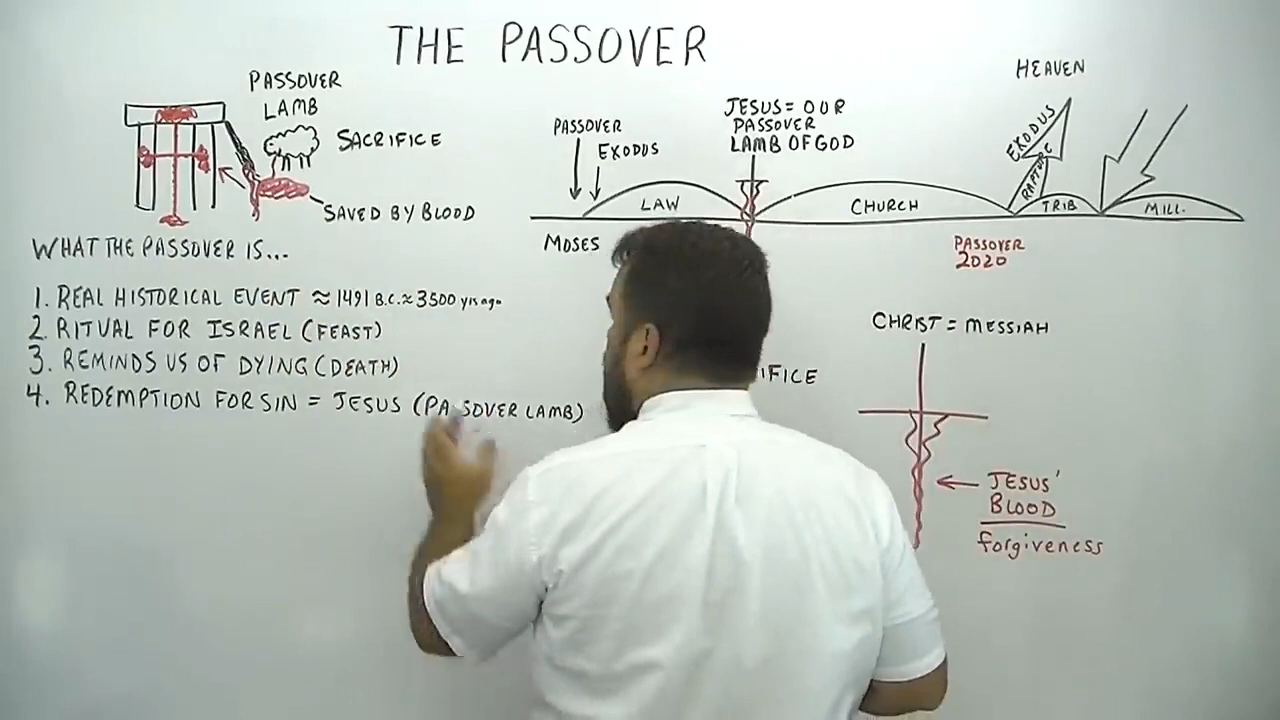 THE PASSOVER
PASSOVER
LAMB
SACRIFICE
SAVED BY BLOOD
WHAT THE PASSOVER IS...
1. REAL HISTORICAL EVENT ≈ 1491 B.C. ≈ 3500 yrs ago
2. RITUAL FOR ISRAEL (FEAST)
3. REMINDS US OF DYING (DEATH)
4. REDEMPTION FOR SIN = JESUS (PA SOVER LAMB)
PASSOVER
EXODUS
JESUS = OUR
PASSOVER
LAMB OF GOD
HEAVEN
EXODUS
RAPTURE
LAW
CHURCH
TRIB
MILL.
MOSES
PASSOVER
2020
IFICE
CHRIST = MESSIAH
JESUS'
BLOOD
forgiveness